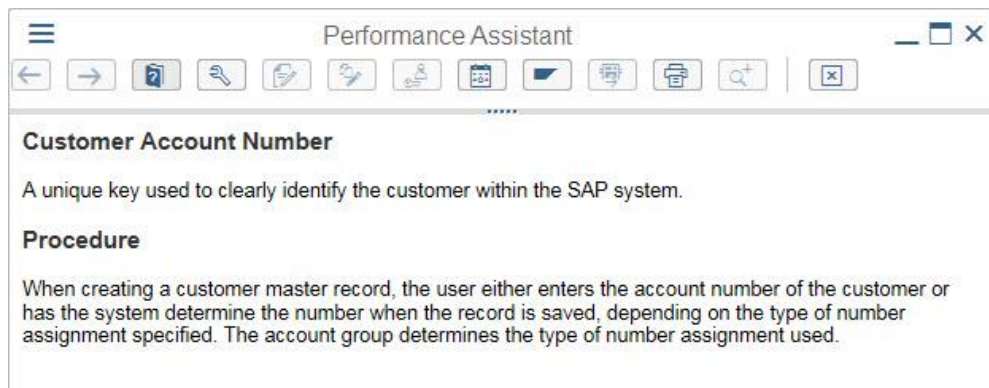 Performance Assistant
Customer Account Number
A unique key used to clearly identify the customer within the SAP system.
Procedure
When creating a customer master record, the user either enters the account number of the customer or
has the system determine the number when the record is saved, depending on the type of number
assignment specified. The account group determines the type of number assignment used.